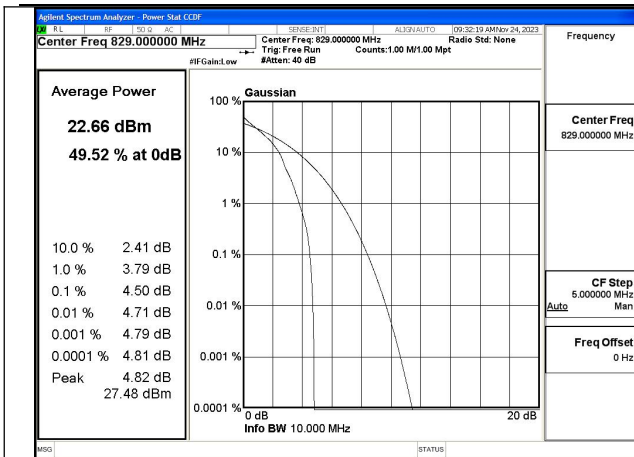 Agilent Spectrum Analyzer - Power Stat CCDF
RL RF 50 Ω AC SENSE:INT ALIGN AUTO 09:32:19 AM Nov 24, 2023
Center Freq 829.000000 MHz
Center Freq: 829.000000 MHz Radio Std: None
Trig: Free Run Counts:1.00 M/1.00 Mpt
#IFGain:Low #Atten: 40 dB
Frequency
Average Power
22.66 dBm
49.52 % at 0dB
10.0 % 2.41 dB
1.0 % 3.79 dB
0.1 % 4.50 dB
0.01 % 4.71 dB
0.001 % 4.79 dB
0.0001 % 4.81 dB
Peak 4.82 dB
27.48 dBm
Gaussian
100 %
10 %
1 %
0.1 %
0.01 %
0.001 %
0.0001 %
0 dB 20 dB
Info BW 10.000 MHz
Center Freq
829.000000 MHz
CF Step
5.000000 MHz
Auto Man
Freq Offset
0 Hz
MSG STATUS